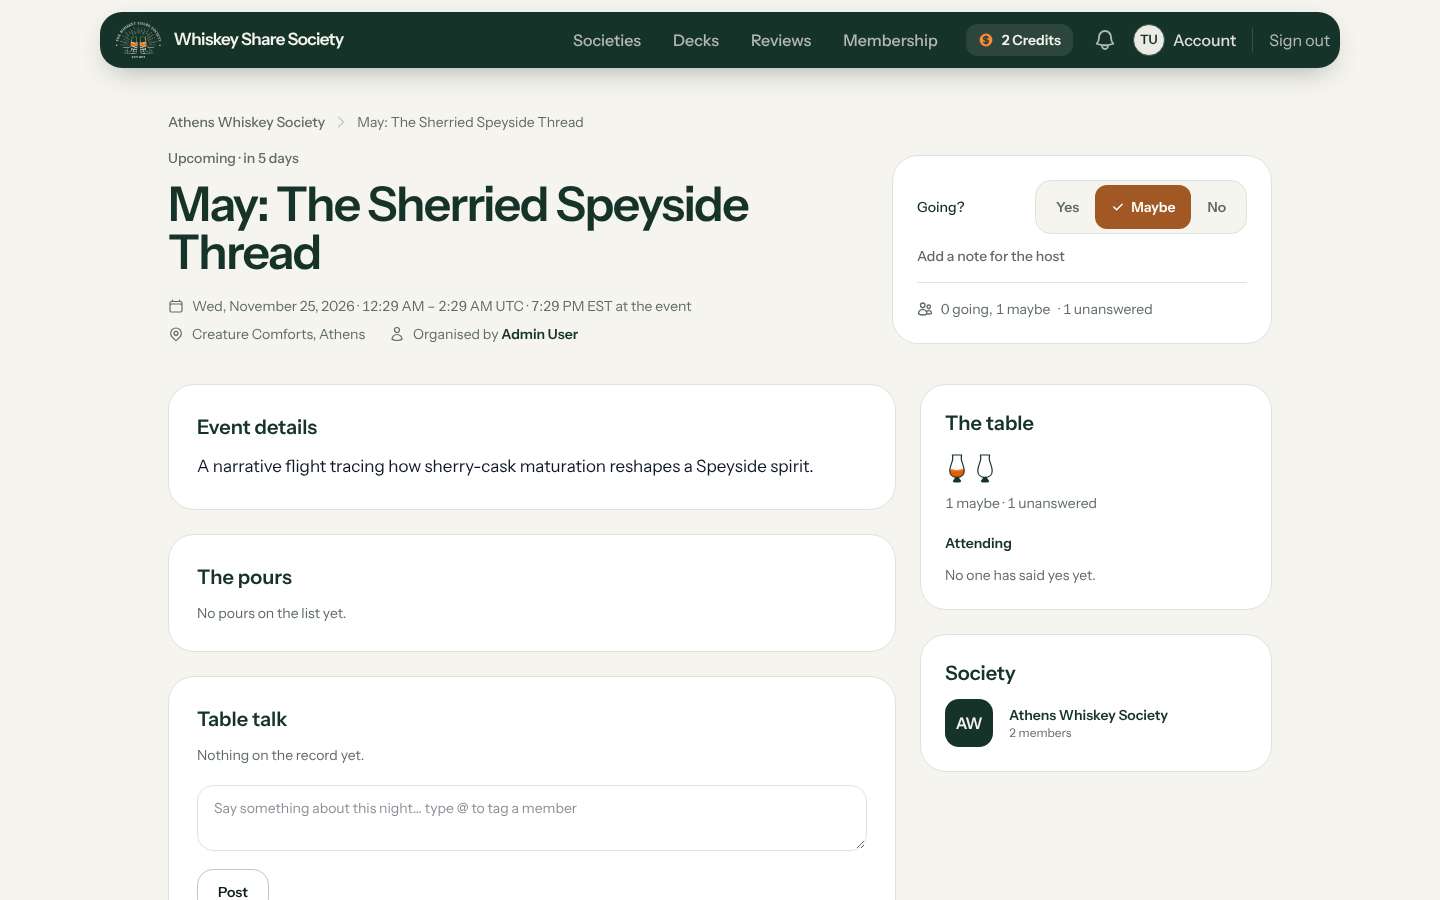 Whiskey Share Society
Societies
Decks
Reviews
Membership
2 Credits
TU
Account
Sign out
Athens Whiskey Society
May: The Sherried Speyside Thread
Upcoming · in 5 days
May: The Sherried Speyside
Thread
Wed, November 25, 2026 · 12:29 AM – 2:29 AM UTC · 7:29 PM EST at the event
Creature Comforts, Athens
Organised by Admin User
Going?
Yes
Maybe
No
Add a note for the host
0 going, 1 maybe · 1 unanswered
Event details
A narrative flight tracing how sherry-cask maturation reshapes a Speyside spirit.
The pours
No pours on the list yet.
Table talk
Nothing on the record yet.
Say something about this night… type @ to tag a member
Post
The table
1 maybe · 1 unanswered
Attending
No one has said yes yet.
Society
AW
Athens Whiskey Society
2 members